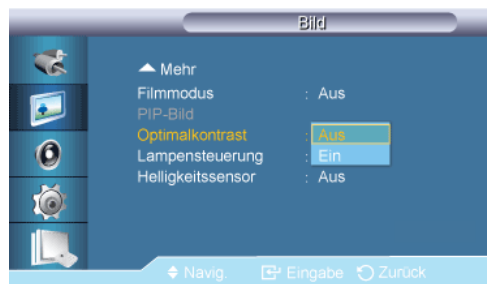 Bild
Mehr
Filmmodus : Aus
PIP-Bild
Optimalkontrast : Aus
Lampensteuerung : Ein
Helligkeitssensor : Aus
Navig. Eingabe Zurück